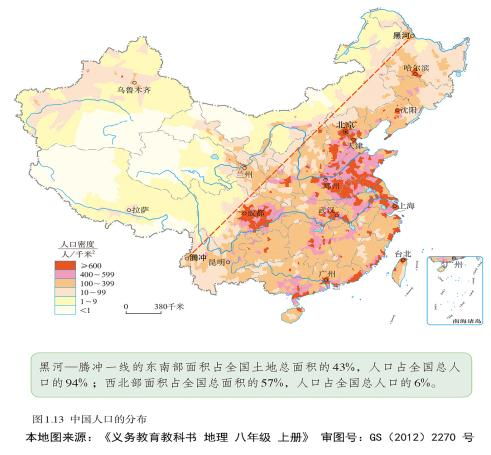 黑河
哈尔滨
乌鲁木齐
沈阳
北京
天津
兰州
郑州
拉萨
成都
武汉
上海
腾冲
昆明
台北
广州
人口密度
人/千米²
≥600
400~599
100~399
10~99
1~9
<1
0 380千米
广州
南海诸岛
黑河—腾冲一线的东南部面积占全国土地总面积的43%，人口占全国总人
口的94%；西北部面积占全国总面积的57%，人口占全国总人口的6%。
图1.13 中国人口的分布
本地图来源：《义务教育教科书 地理 八年级 上册》 审图号：GS（2012）2270 号